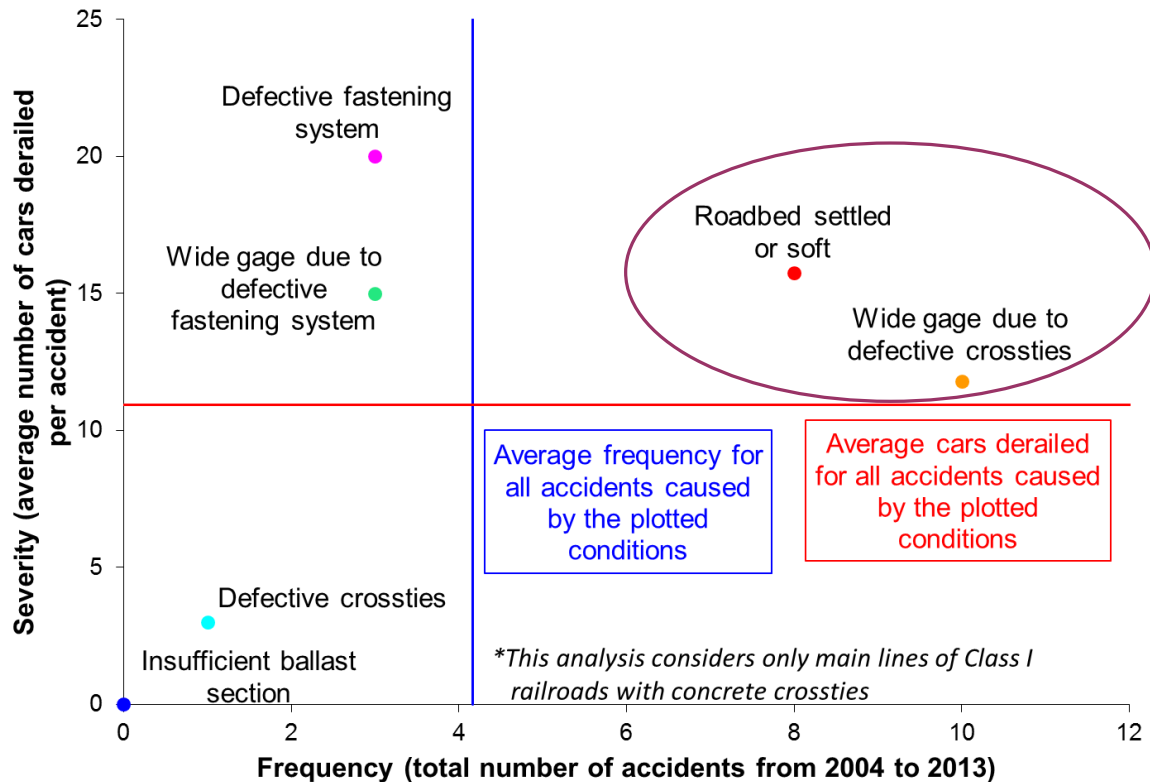 25
20
15
10
5
0
Severity (average number of cars derailed
per accident)
Defective fastening
system
Wide gage due to
defective
fastening system
Roadbed settled
or soft
Wide gage due to
defective crossties
Average frequency for
all accidents caused
by the plotted
conditions
Average cars derailed
for all accidents caused
by the plotted
conditions
Defective crossties
Insufficient ballast
section
*This analysis considers only main lines of Class I
railroads with concrete crossties
0 2 4 6 8 10 12
Frequency (total number of accidents from 2004 to 2013)